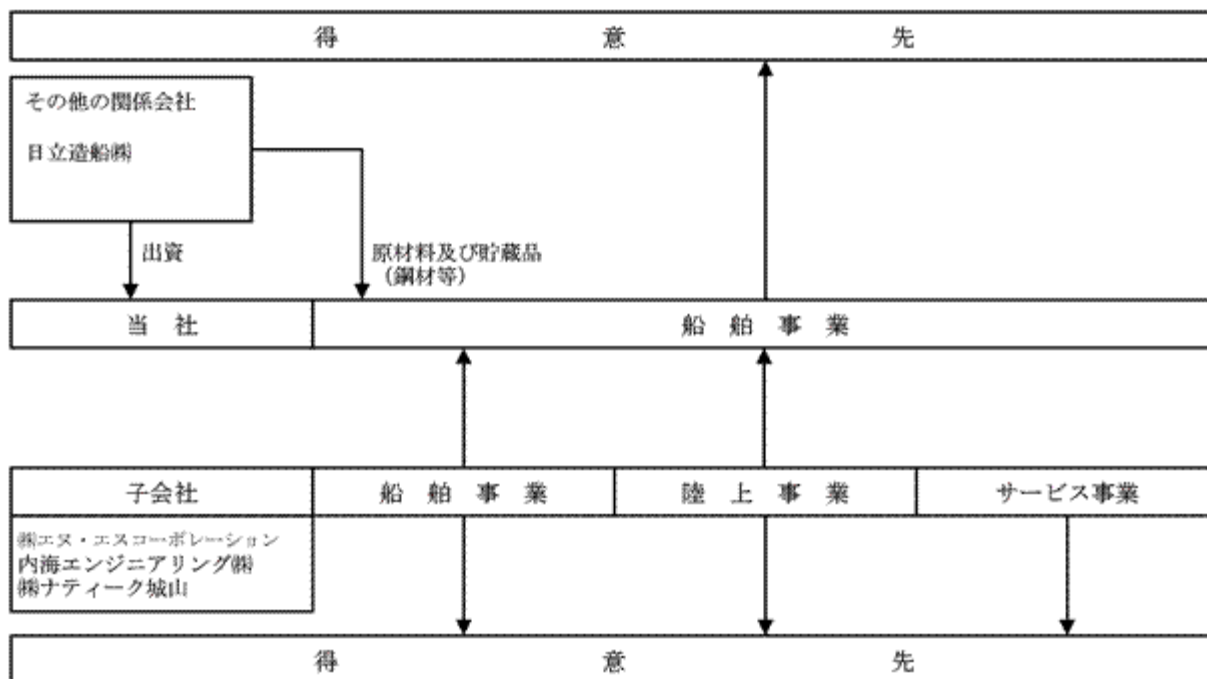 得意先
その他の関係会社
日立造船㈱
出資
原材料及び貯蔵品
（鋼材等）
当社
船舶事業
子会社
船舶事業
陸上事業
サービス事業
㈱エヌ・エスコーポレーション
内海エンジニアリング㈱
㈱ナティーク城山
得意先